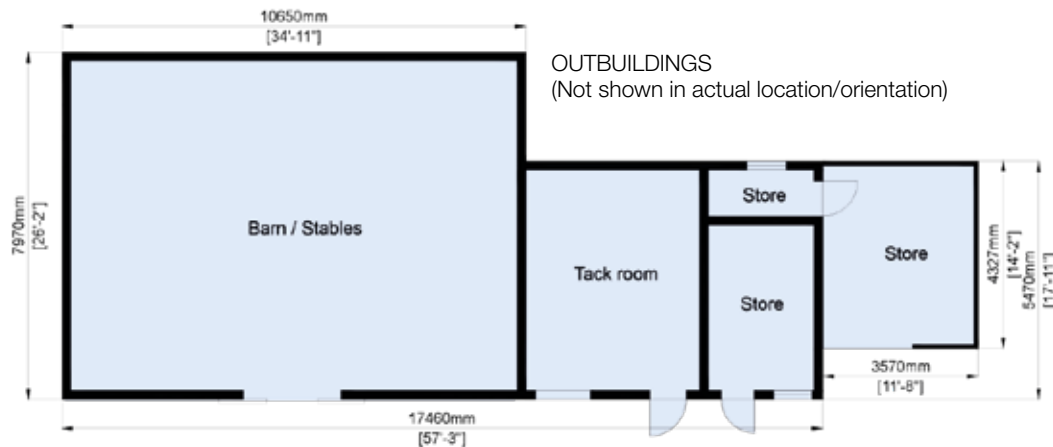 10650mm
[34'-11"]
OUTBUILDINGS
(Not shown in actual location/orientation)
7970mm
[26'-2"]
Barn / Stables
Tack room
Store
Store
Store
4327mm
[14'-2"]
5470mm
[17'-11"]
3570mm
[11'-8"]
17460mm
[57'-3"]